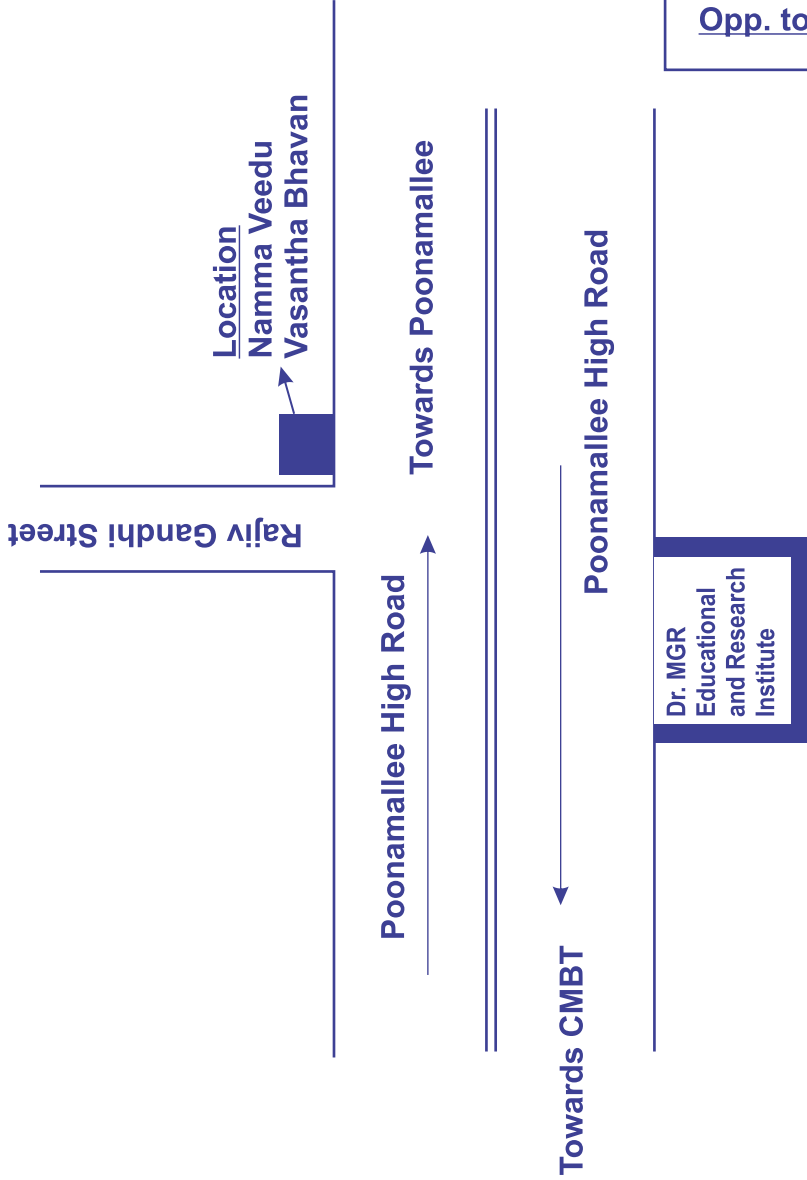 Opp. to
Location
Namma Veedu
Vasantha Bhavan
Rajiv Gandhi Street
Towards Poonamallee
Poonamallee High Road
Poonamallee High Road
Towards CMBT
Dr. MGR
Educational
and Research
Institute